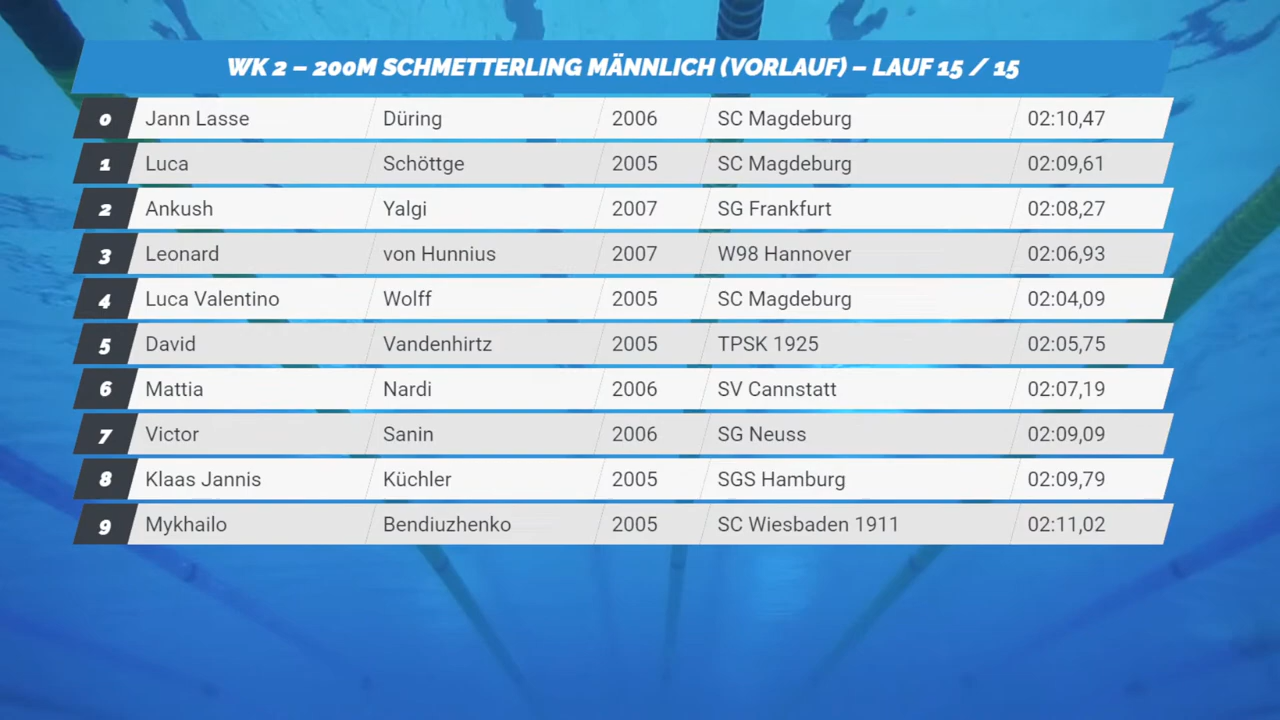 WK 2 – 200M SCHMETTERLING MÄNNLICH (VORLAUF) – LAUF 15 / 15
0 Jann Lasse Düring 2006 SC Magdeburg 02:10,47
1 Luca Schöttge 2005 SC Magdeburg 02:09,61
2 Ankush Yalgi 2007 SG Frankfurt 02:08,27
3 Leonard von Hunnius 2007 W98 Hannover 02:06,93
4 Luca Valentino Wolff 2005 SC Magdeburg 02:04,09
5 David Vandenhirtz 2005 TPSK 1925 02:05,75
6 Mattia Nardi 2006 SV Cannstatt 02:07,19
7 Victor Sanin 2006 SG Neuss 02:09,09
8 Klaas Jannis Küchler 2005 SGS Hamburg 02:09,79
9 Mykhailo Bendiuzhenko 2005 SC Wiesbaden 1911 02:11,02